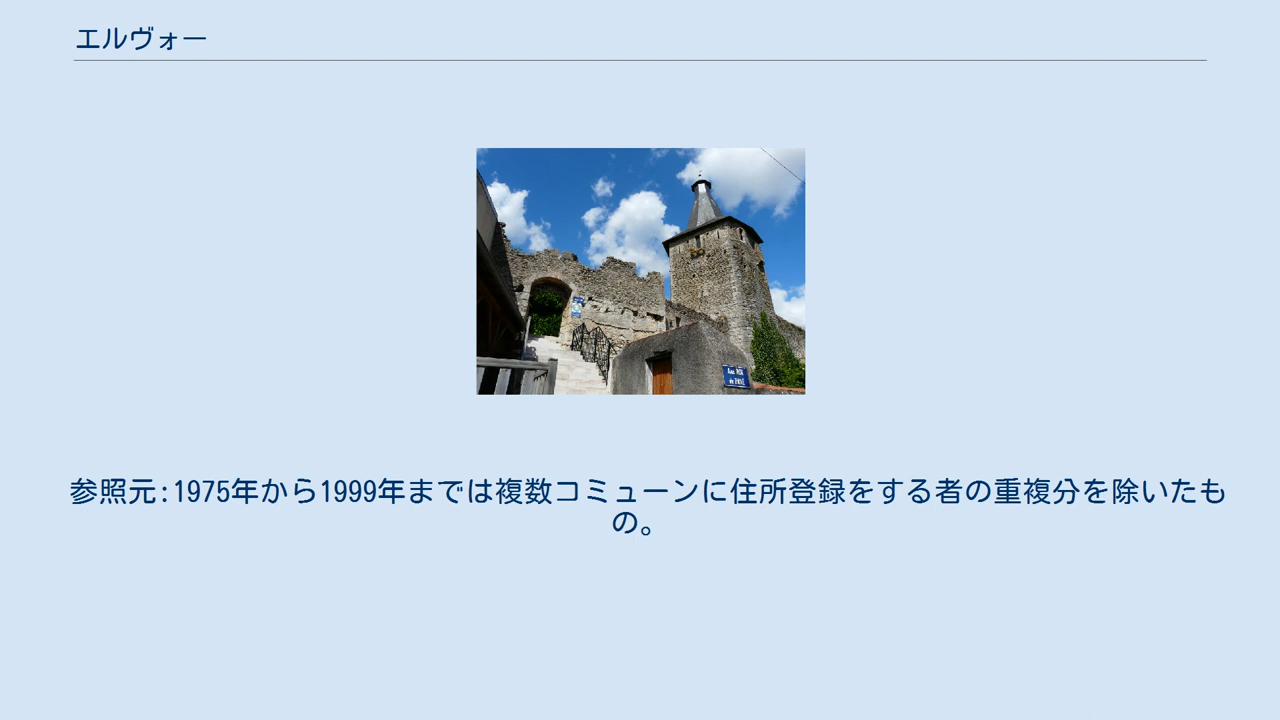 エルヴォー
参照元:1975年から1999年までは複数コミューンに住所登録をする者の重複分を除いたも
の。